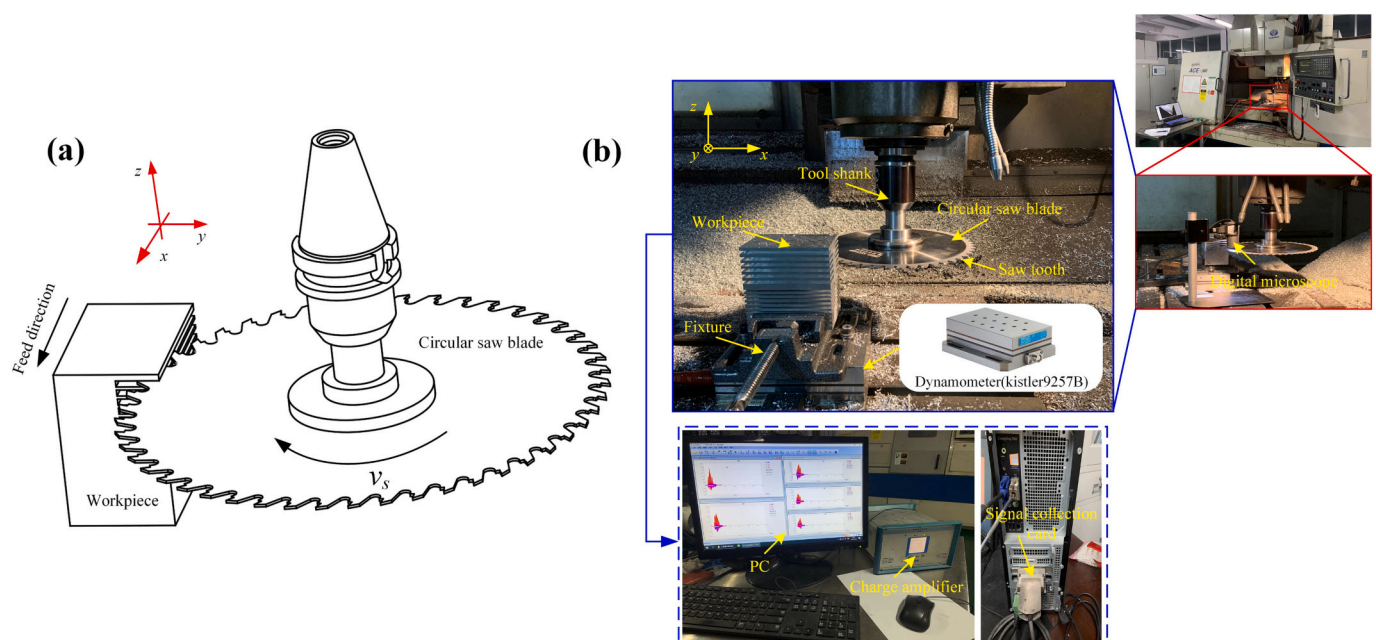 (a)
z
y
x
Feed direction
Circular saw blade
v_s
Workpiece
(b)
z
y
x
Tool shank
Workpiece
Circular saw blade
Saw tooth
Fixture
Dynamometer(kistler9257B)
ACE
Digital microscope
PC
Charge amplifier
Signal collection
card